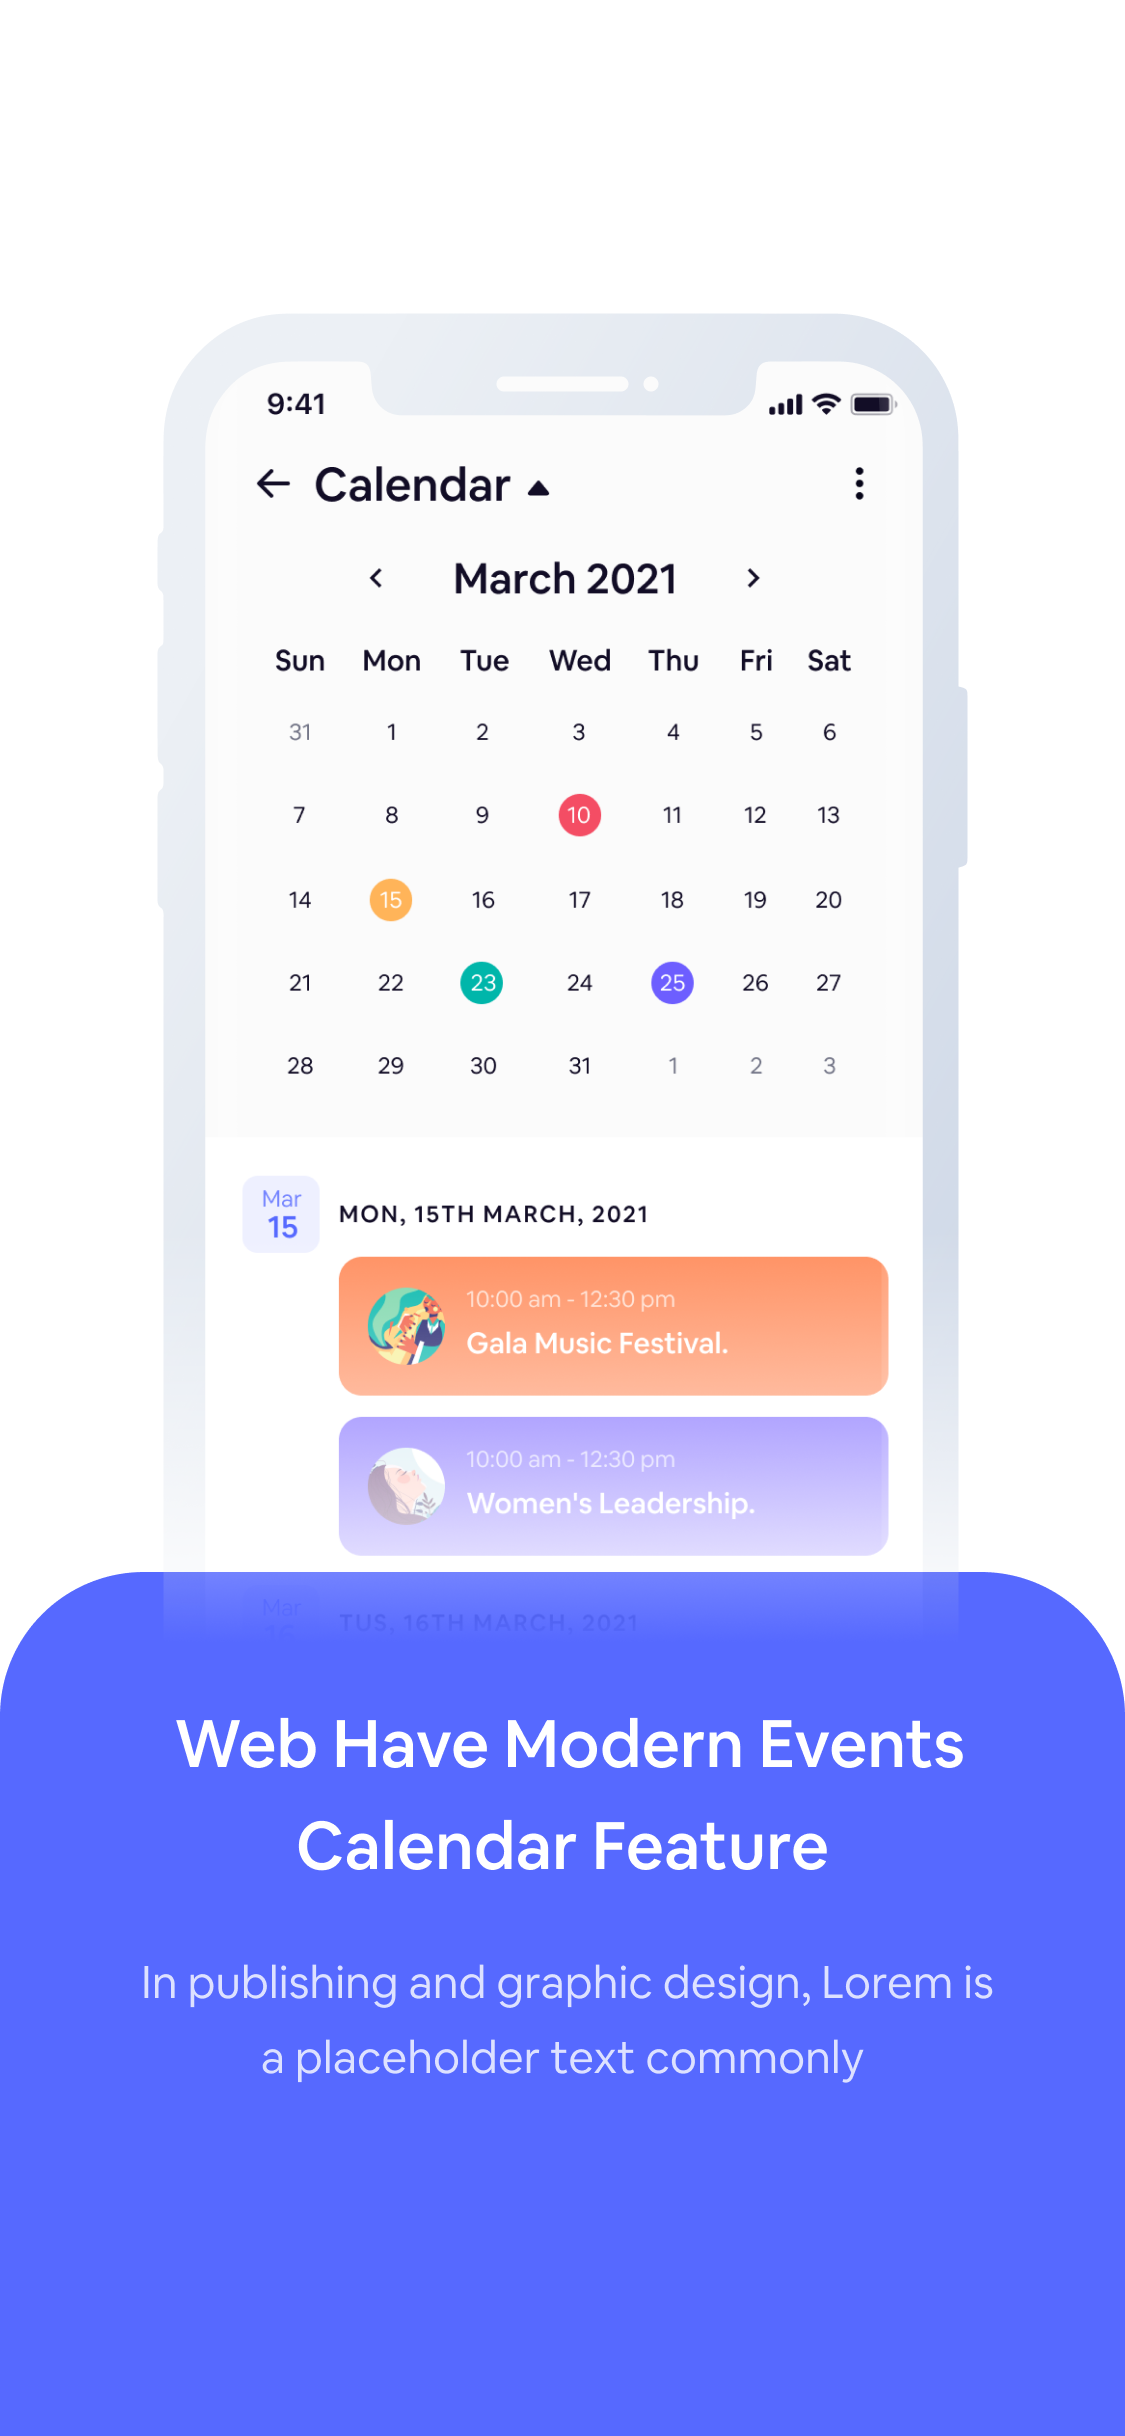 9:41
Calendar
March 2021
Sun Mon Tue Wed Thu Fri Sat
31 1 2 3 4 5 6
7 8 9 10 11 12 13
14 15 16 17 18 19 20
21 22 23 24 25 26 27
28 29 30 31 1 2 3
Mar
15
MON, 15TH MARCH, 2021
10:00 am - 12:30 pm
Gala Music Festival.
10:00 am - 12:30 pm
Women's Leadership.
Mar
16
TUS, 16TH MARCH, 2021
Web Have Modern Events
Calendar Feature
In publishing and graphic design, Lorem is
a placeholder text commonly